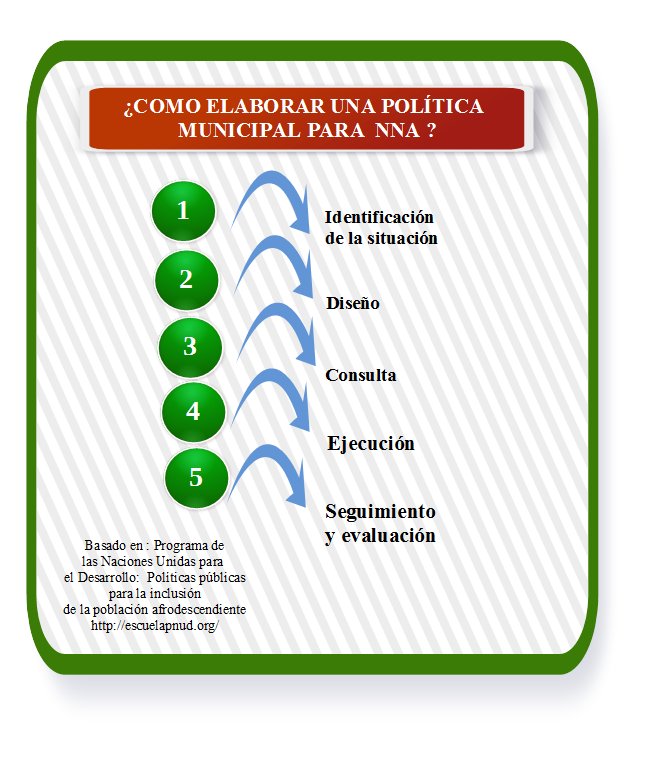 ¿COMO ELABORAR UNA POLÍTICA
MUNICIPAL PARA  NNA ?
1
Identificación
de la situación
2
Diseño
3
Consulta
4
Ejecución
5
Seguimiento
y evaluación
Basado en : Programa de
las Naciones Unidas para
el Desarrollo:  Politicas públicas
para la inclusión
de la población afrodescendiente
http://escuelapnud.org/